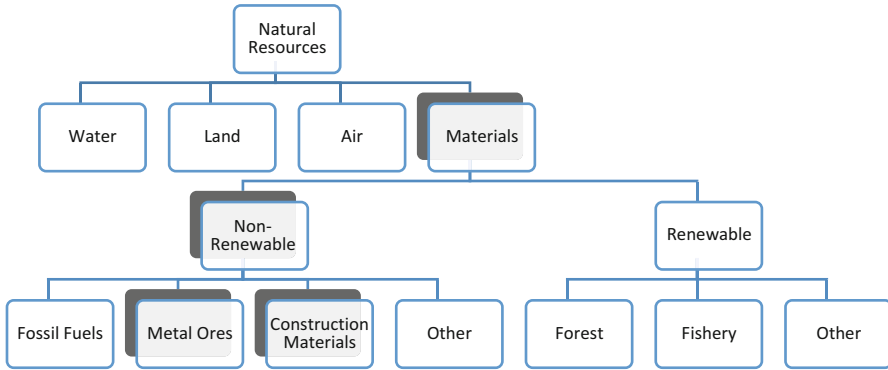 Natural
Resources
Water
Land
Air
Materials
Non-
Renewable
Renewable
Fossil Fuels
Metal Ores
Construction
Materials
Other
Forest
Fishery
Other